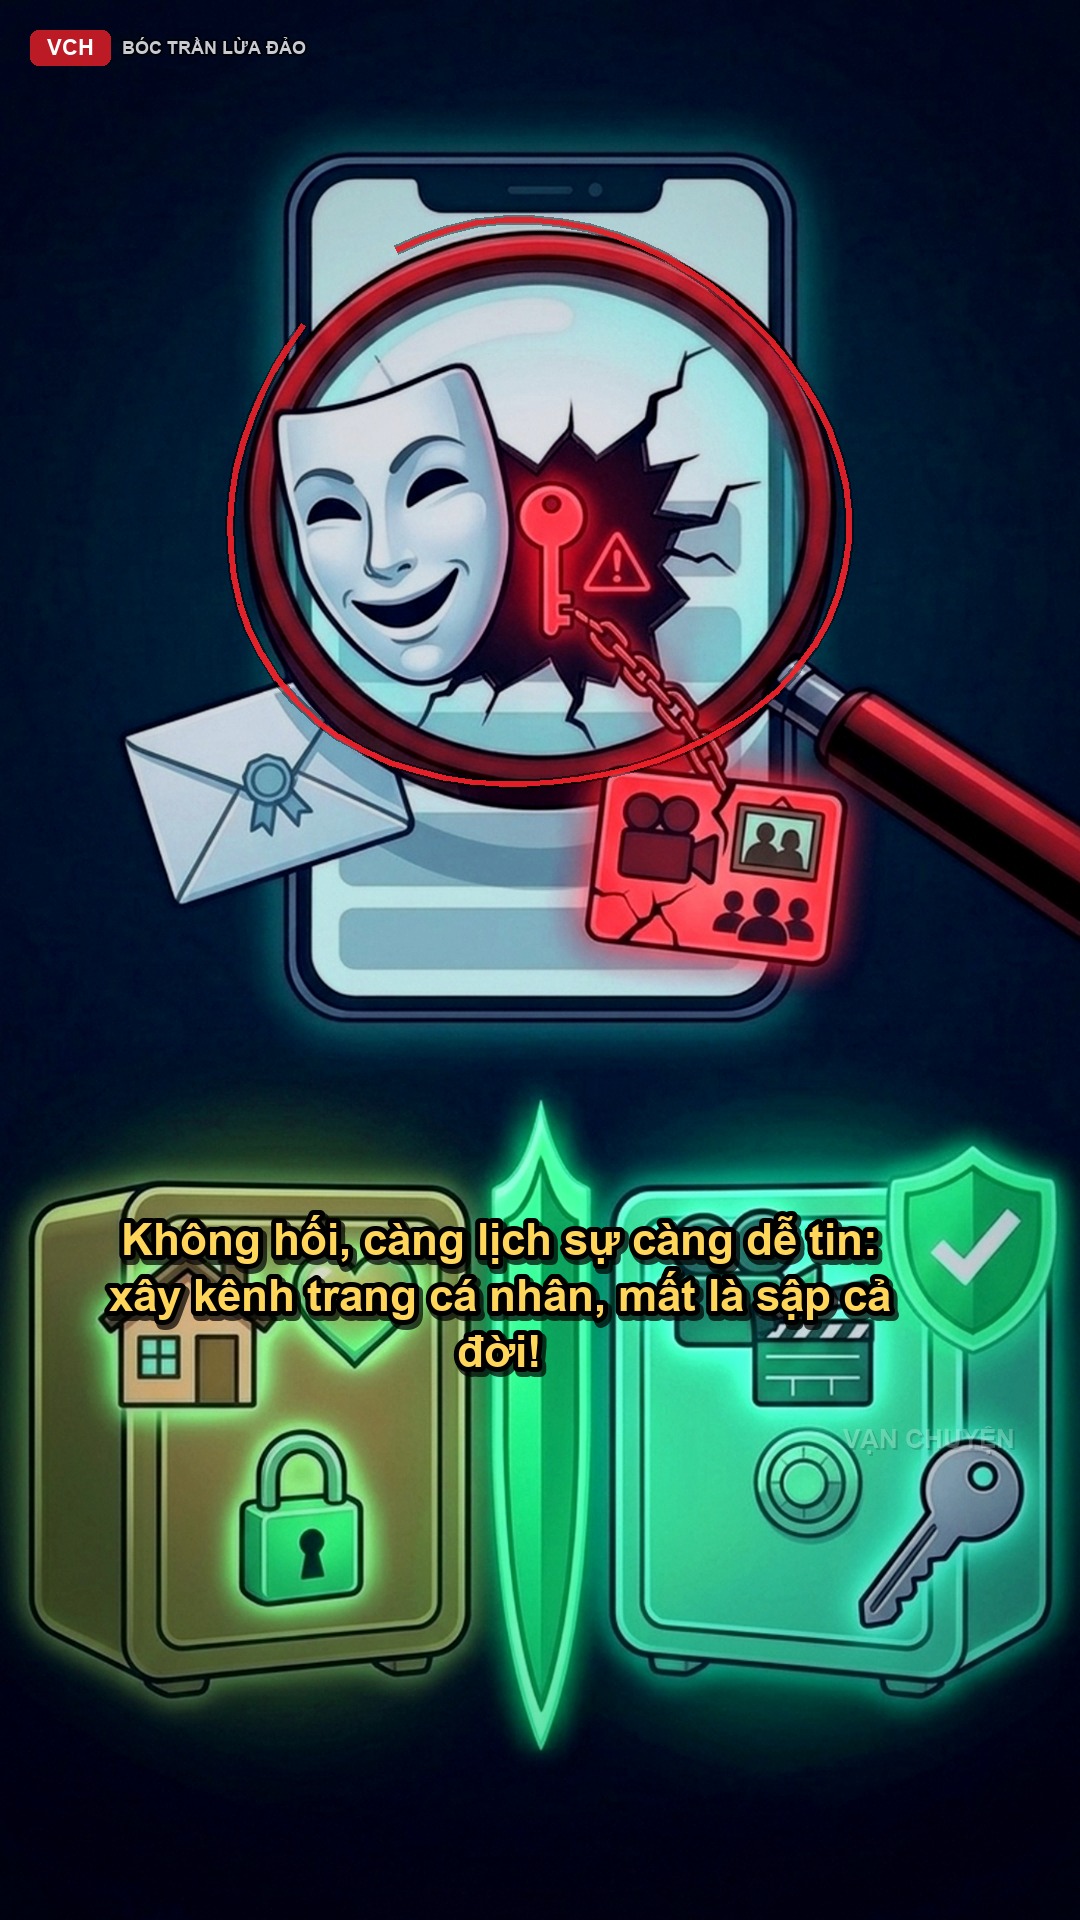 VCH BÓC TRẦN LỪA ĐẢO
Không hối, càng lịch sự càng dễ tin:
xây kênh trang cá nhân, mất là sập cả
đời!
VẠN CHUYỆN